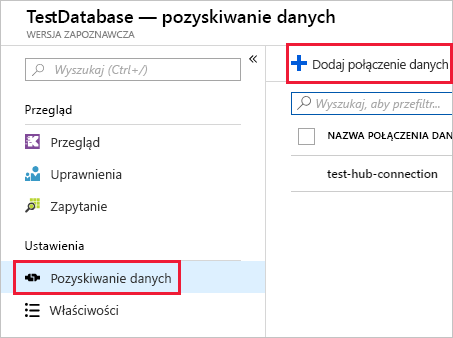 TestDatabase — pozyskiwanie danych
WERSJA ZAPOZNAWCZA
Wyszukaj (Ctrl+/)
Przegląd
Przegląd
Uprawnienia
Zapytanie
Ustawienia
Pozyskiwanie danych
Właściwości
Dodaj połączenie danych
Wyszukaj, aby przefiltr...
NAZWA POŁĄCZENIA DAN
test-hub-connection